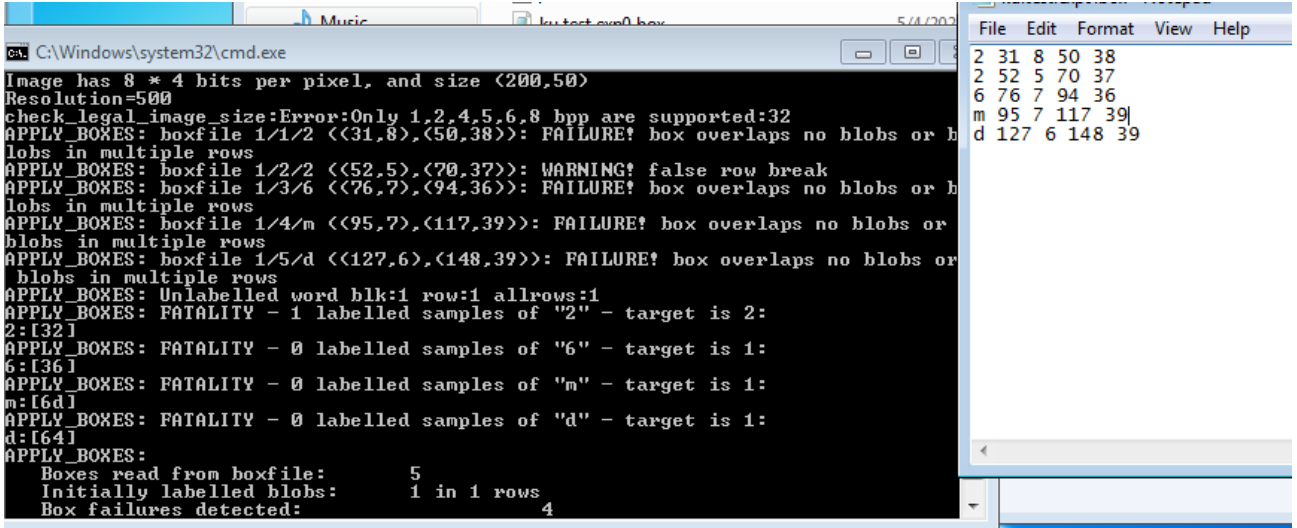 Music
ku test exp0 box
5/4/202
C:\Windows\system32\cmd.exe
Image has 8 * 4 bits per pixel, and size (200,50)
Resolution=500
check_legal_image_size:Error:Only 1,2,4,5,6,8 bpp are supported:32
APPLY_BOXES: boxfile 1/1/2 ((31,8),(50,38)): FAILURE! box overlaps no blobs or b
lobs in multiple rows
APPLY_BOXES: boxfile 1/2/2 ((52,5),(70,37)): WARNING! false row break
APPLY_BOXES: boxfile 1/3/6 ((76,7),(94,36)): FAILURE! box overlaps no blobs or b
lobs in multiple rows
APPLY_BOXES: boxfile 1/4/m ((95,7),(117,39)): FAILURE! box overlaps no blobs or
blobs in multiple rows
APPLY_BOXES: boxfile 1/5/d ((127,6),(148,39)): FAILURE! box overlaps no blobs or
blobs in multiple rows
APPLY_BOXES: Unlabelled word blk:1 row:1 allrows:1
APPLY_BOXES: FATALITY - 1 labelled samples of "2" - target is 2:
2:[32]
APPLY_BOXES: FATALITY - 0 labelled samples of "6" - target is 1:
6:[36]
APPLY_BOXES: FATALITY - 0 labelled samples of "m" - target is 1:
m:[6d]
APPLY_BOXES: FATALITY - 0 labelled samples of "d" - target is 1:
d:[64]
APPLY_BOXES:
Boxes read from boxfile: 5
Initially labelled blobs: 1 in 1 rows
Box failures detected: 4
File Edit Format View Help
2 31 8 50 38
2 52 5 70 37
6 76 7 94 36
m 95 7 117 39
d 127 6 148 39